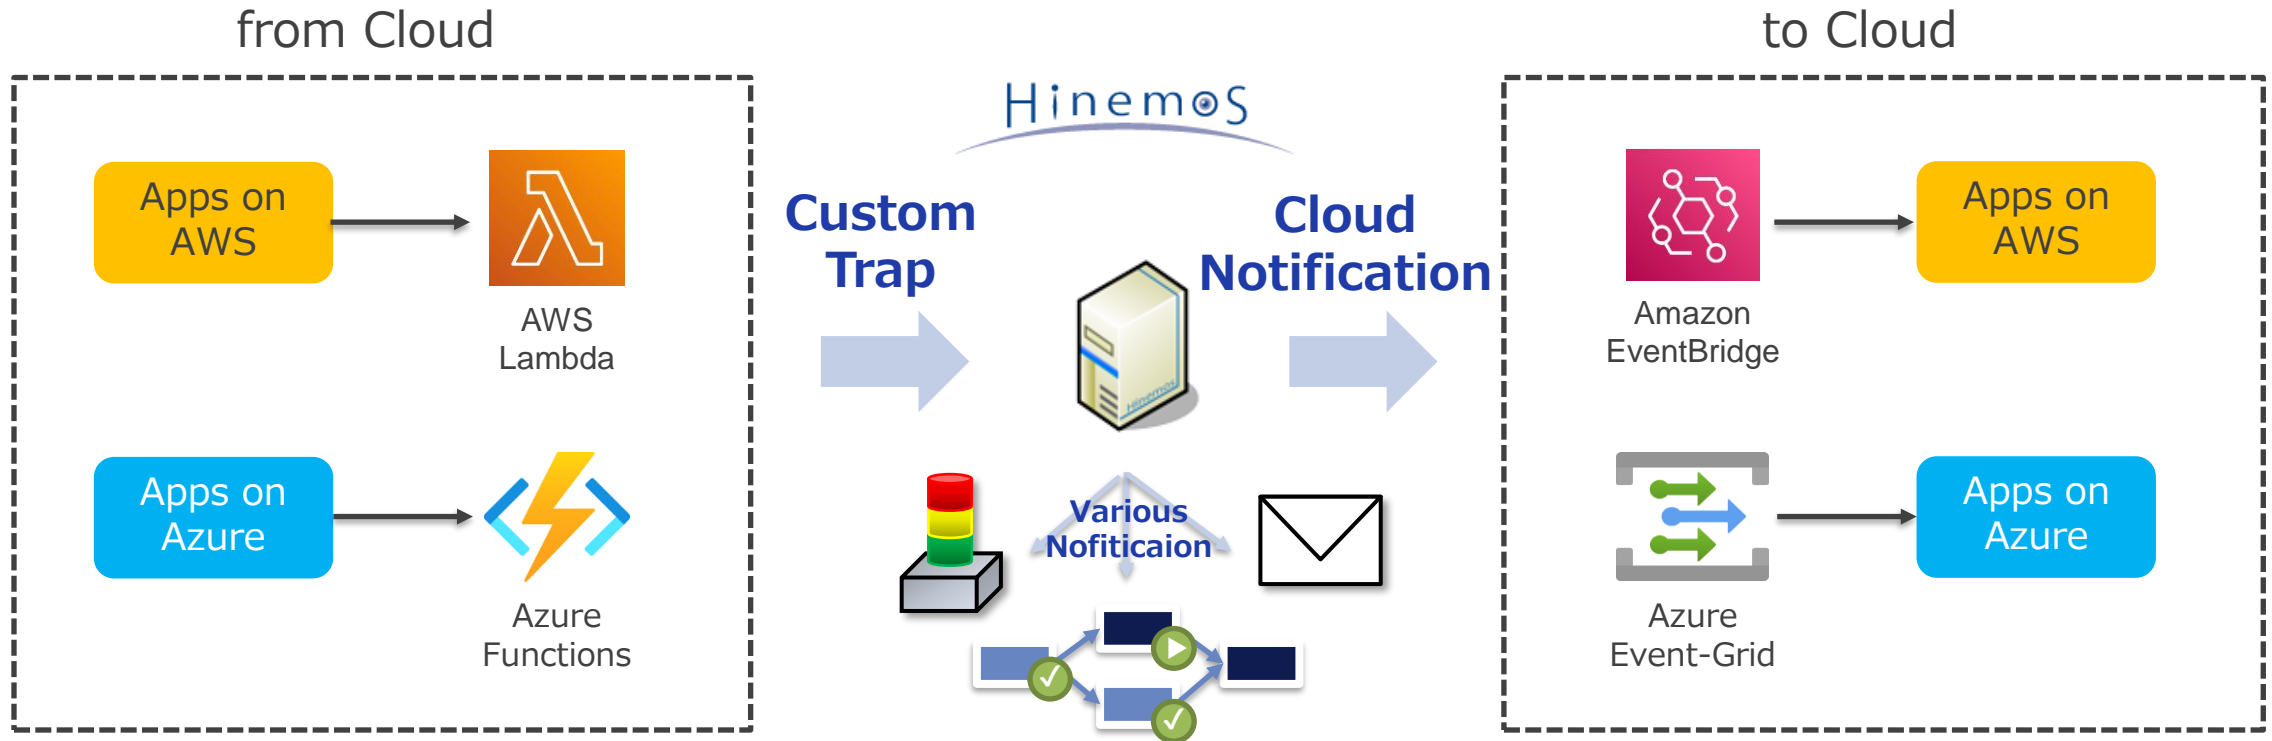 from Cloud
to Cloud
Hinemos
Apps on
AWS
AWS
Lambda
Apps on
Azure
Azure
Functions
Custom
Trap
Cloud
Notification
Hinemos
Various
Nofiticaion
Amazon
EventBridge
Apps on
AWS
Azure
Event-Grid
Apps on
Azure